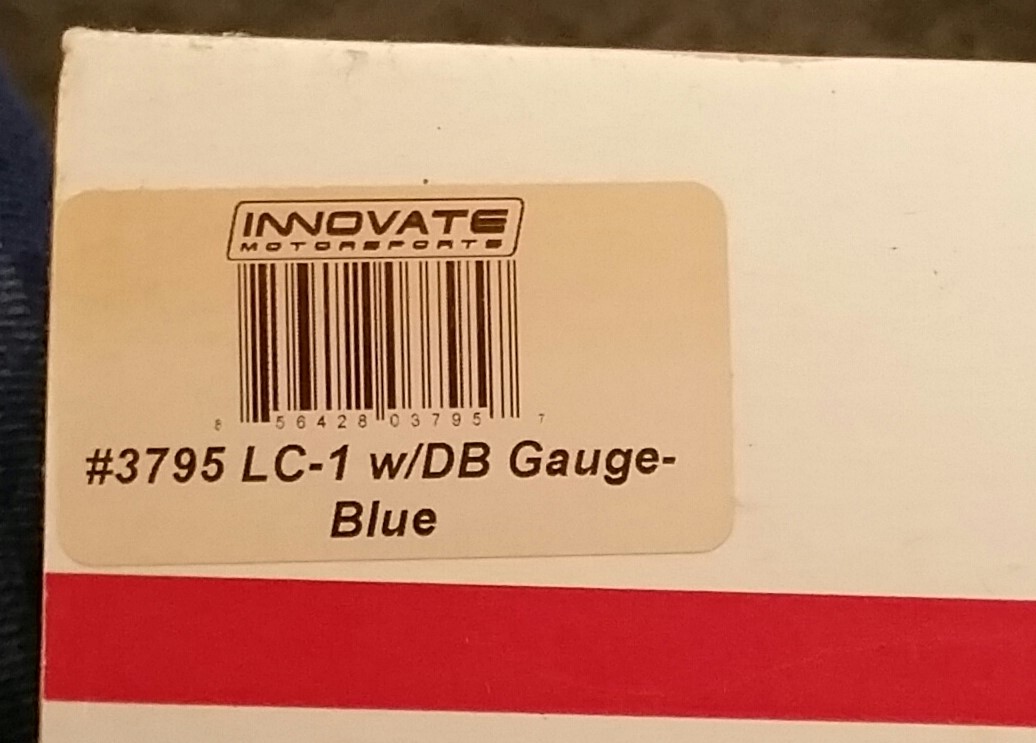 INNOVATE
MOTORSPORTS
8 56428 03795 7
#3795 LC-1 w/DB Gauge-
Blue